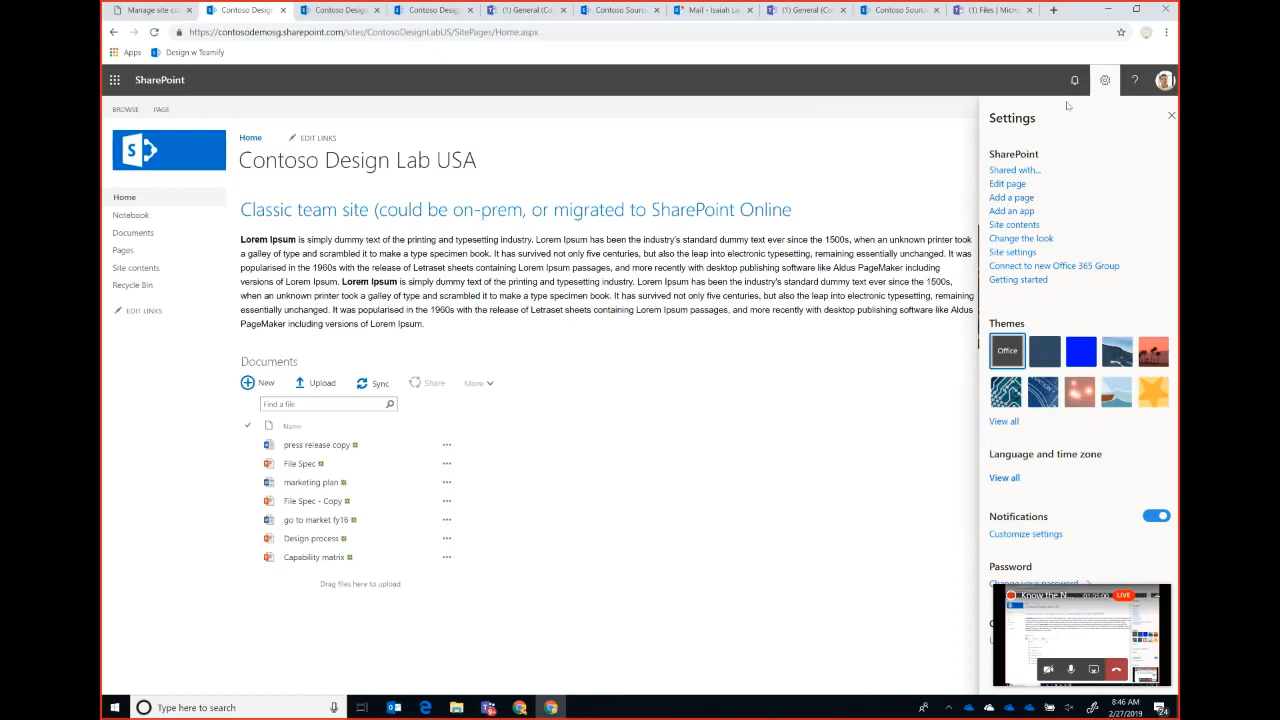 Manage site col
Contoso Desig
Contoso Design
Contoso Design
(1) General (Con
Contoso Source
Mail - Isaiah La
(1) General (Con
Contoso Source
(1) Files | Micro
https://contosodemosg.sharepoint.com/sites/ContosoDesignLabUS/SitePages/Home.aspx
Apps
Design w Teamify
SharePoint
BROWSE
PAGE
Home
EDIT LINKS
Contoso Design Lab USA
Home
Notebook
Documents
Pages
Site contents
Recycle Bin
EDIT LINKS
Classic team site (could be on-prem, or migrated to SharePoint Online
Lorem Ipsum is simply dummy text of the printing and typesetting industry. Lorem Ipsum has been the industry's standard dummy text ever since the 1500s, when an unknown printer took
a galley of type and scrambled it to make a type specimen book. It has survived not only five centuries, but also the leap into electronic typesetting, remaining essentially unchanged. It was
popularised in the 1960s with the release of Letraset sheets containing Lorem Ipsum passages, and more recently with desktop publishing software like Aldus PageMaker including
versions of Lorem Ipsum. Lorem Ipsum is simply dummy text of the printing and typesetting industry. Lorem Ipsum has been the industry's standard dummy text ever since the 1500s,
when an unknown printer took a galley of type and scrambled it to make a type specimen book. It has survived not only five centuries, but also the leap into electronic typesetting, remaining
essentially unchanged. It was popularised in the 1960s with the release of Letraset sheets containing Lorem Ipsum passages, and more recently with desktop publishing software like Aldus
PageMaker including versions of Lorem Ipsum.
Documents
New
Upload
Sync
Share
More
Find a file
Name
press release copy
File Spec
marketing plan
File Spec - Copy
go to market fy16
Design process
Capability matrix
Drag files here to upload
Settings
SharePoint
Shared with...
Edit page
Add a page
Add an app
Site contents
Change the look
Site settings
Connect to new Office 365 Group
Getting started
Themes
Office
View all
Language and time zone
View all
Notifications
Customize settings
Password
Change your password
Know the N...
LIVE
Type here to search
8:46 AM
2/27/2019
24